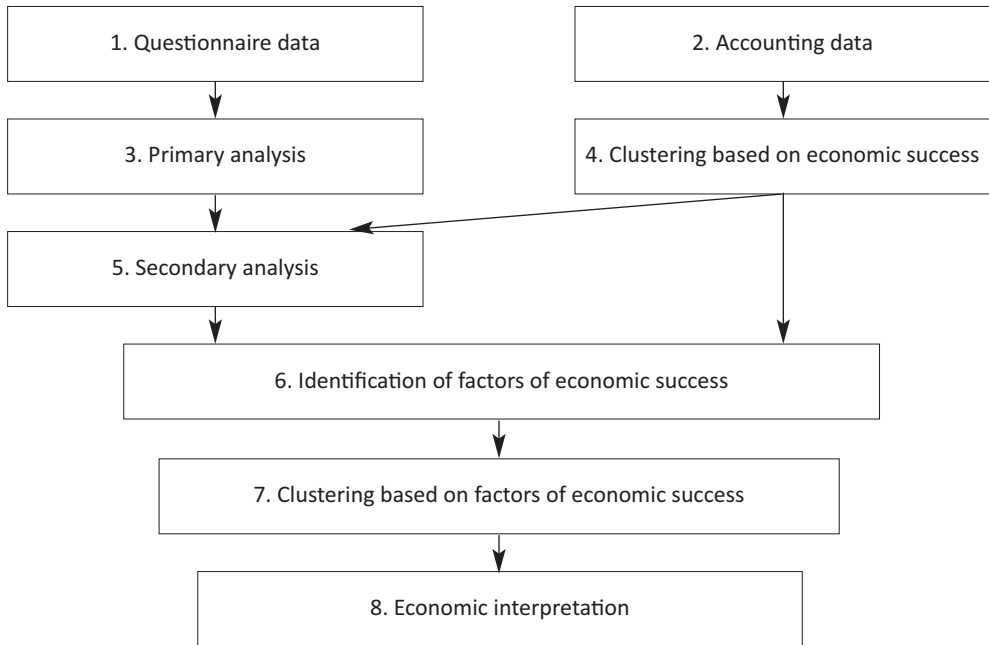 1. Questionnaire data
2. Accounting data
3. Primary analysis
4. Clustering based on economic success
5. Secondary analysis
6. Identification of factors of economic success
7. Clustering based on factors of economic success
8. Economic interpretation